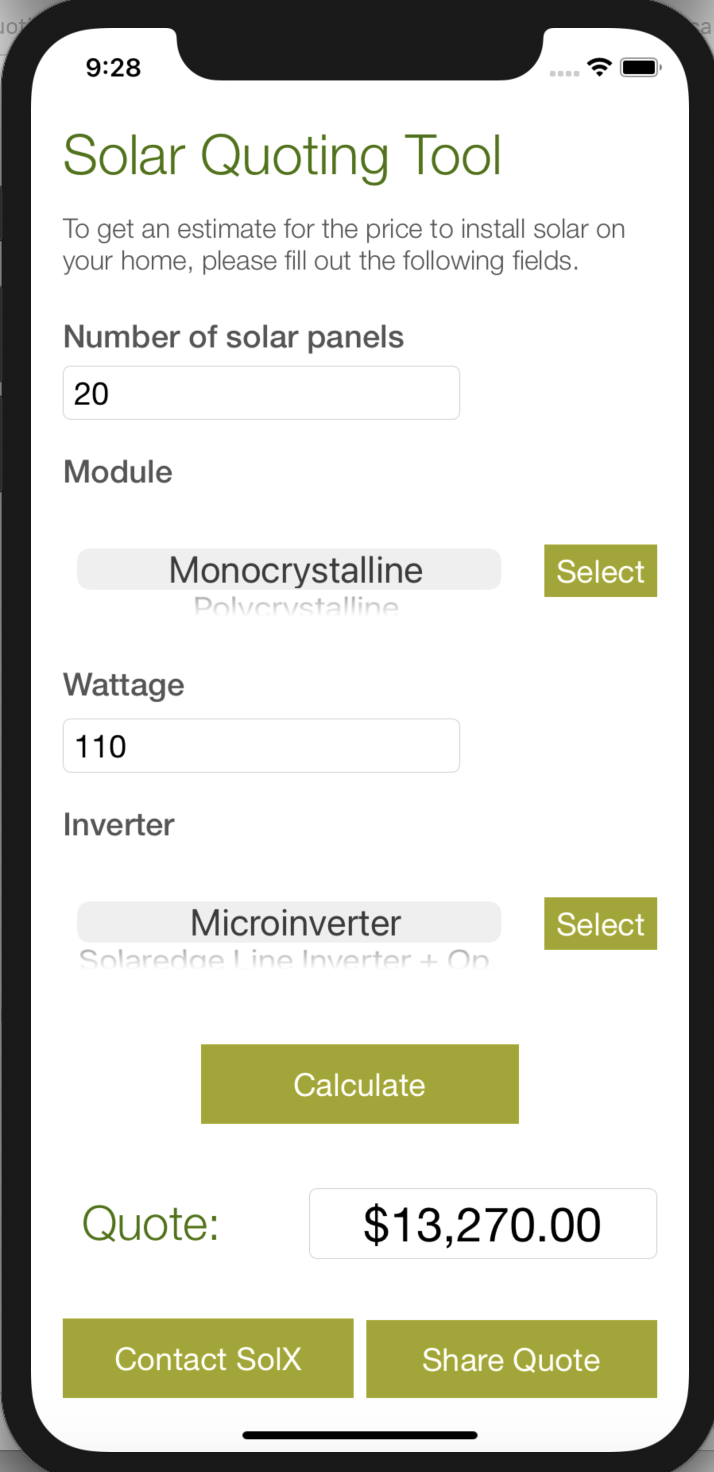 9:28
Solar Quoting Tool
To get an estimate for the price to install solar on
your home, please fill out the following fields.
Number of solar panels
20
Module
Monocrystalline
Select
Polycrystalline
Wattage
110
Inverter
Microinverter
Select
Solaredge Line Inverter + Op
Calculate
Quote:
$13,270.00
Contact SolX
Share Quote